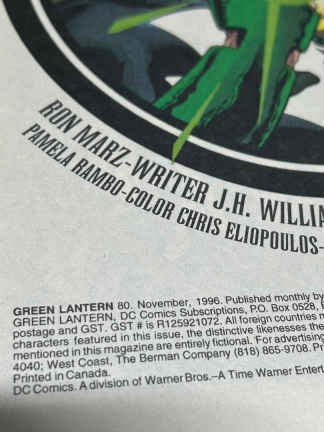 RON MARZ-WRITER J.H. WILLIA
PAMELA RAMBO-COLOR CHRIS ELIOPOULOS-
GREEN LANTERN 80. November, 1996. Published monthly by
GREEN LANTERN, DC Comics Subscriptions, P.O. Box 0528,
postage and GST. GST # is R125921072. All foreign countries
characters featured in this issue, the distinctive likenesses the
mentioned in this magazine are entirely fictional. For advertising
4040; West Coast, The Berman Company (818) 865-9708. Pr
Printed in Canada.
DC Comics. A division of Warner Bros.–A Time Warner Entert